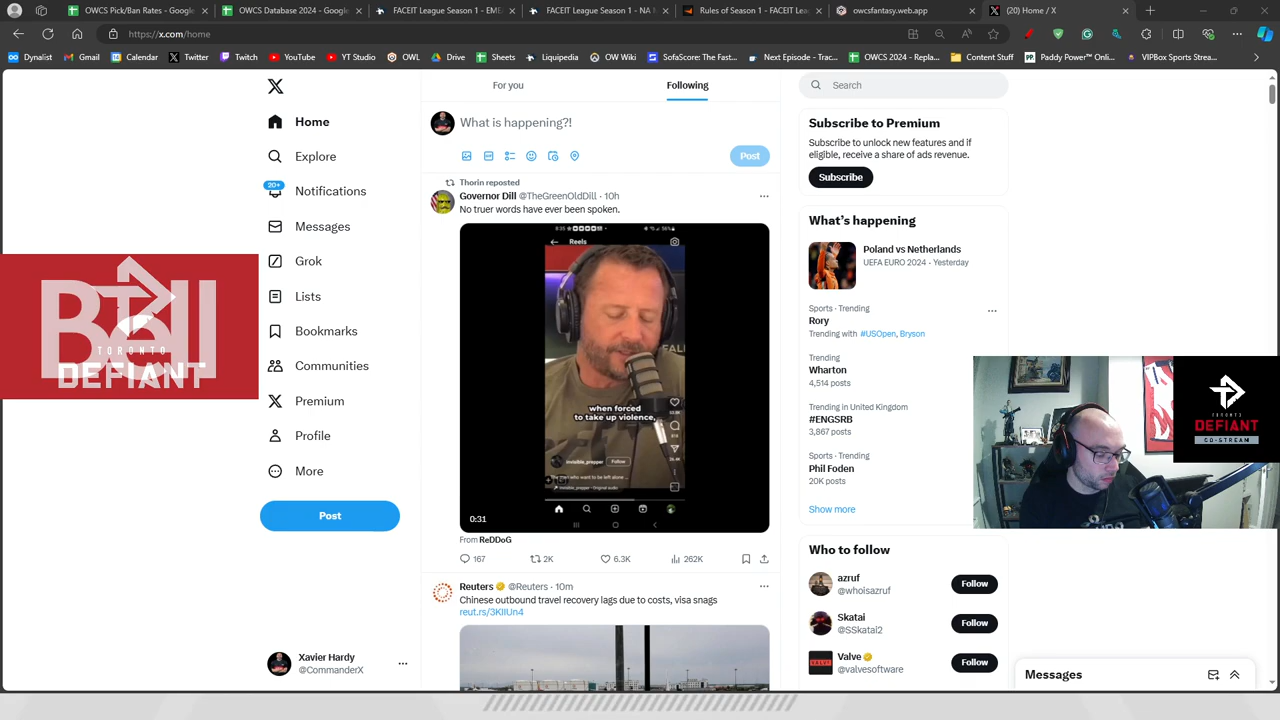 OWCS Pick/Ban Rates - Google
OWCS Database 2024 - Google
FACEIT League Season 1 - EME
FACEIT League Season 1 - NA
Rules of Season 1 - FACEIT Lea
owcsfantasy.web.app
(20) Home / X
https://x.com/home
Dynalist
Gmail
Calendar
Twitter
Twitch
YouTube
YT Studio
OWL
Drive
Sheets
Liquipedia
OW Wiki
SofaScore: The Fast...
Next Episode - Trac...
OWCS 2024 - Repla...
Content Stuff
Paddy Power™ Onli...
VIPBox Sports Strea...
For you
Following
Search
What is happening?!
Post
Home
Explore
20+
Notifications
Messages
Grok
Lists
Bookmarks
Communities
Premium
Profile
More
Post
Xavier Hardy
@CommanderX
TORONTO
DEFIANT
Thorin reposted
Governor Dill @TheGreenOldDill · 10h
No truer words have ever been spoken.
Reels
when forced
to take up violence,
invisible_prepper
Follow
0:31
From ReDDoG
167
2K
6.3K
262K
Reuters @Reuters · 10m
Chinese outbound travel recovery lags due to costs, visa snags
reut.rs/3KIIUn4
Subscribe to Premium
Subscribe to unlock new features and if
eligible, receive a share of ads revenue.
Subscribe
What's happening
Poland vs Netherlands
UEFA EURO 2024 · Yesterday
Sports · Trending
Rory
Trending with #USOpen, Bryson
Trending
Wharton
4,514 posts
Trending in United Kingdom
#ENGSRB
3,867 posts
Sports · Trending
Phil Foden
20K posts
Show more
TORONTO
DEFIANT
CO-STREAM
Who to follow
azruf
@whoisazruf
Follow
Skatai
@SSkatai2
Follow
Valve
@valvesoftware
Follow
Messages